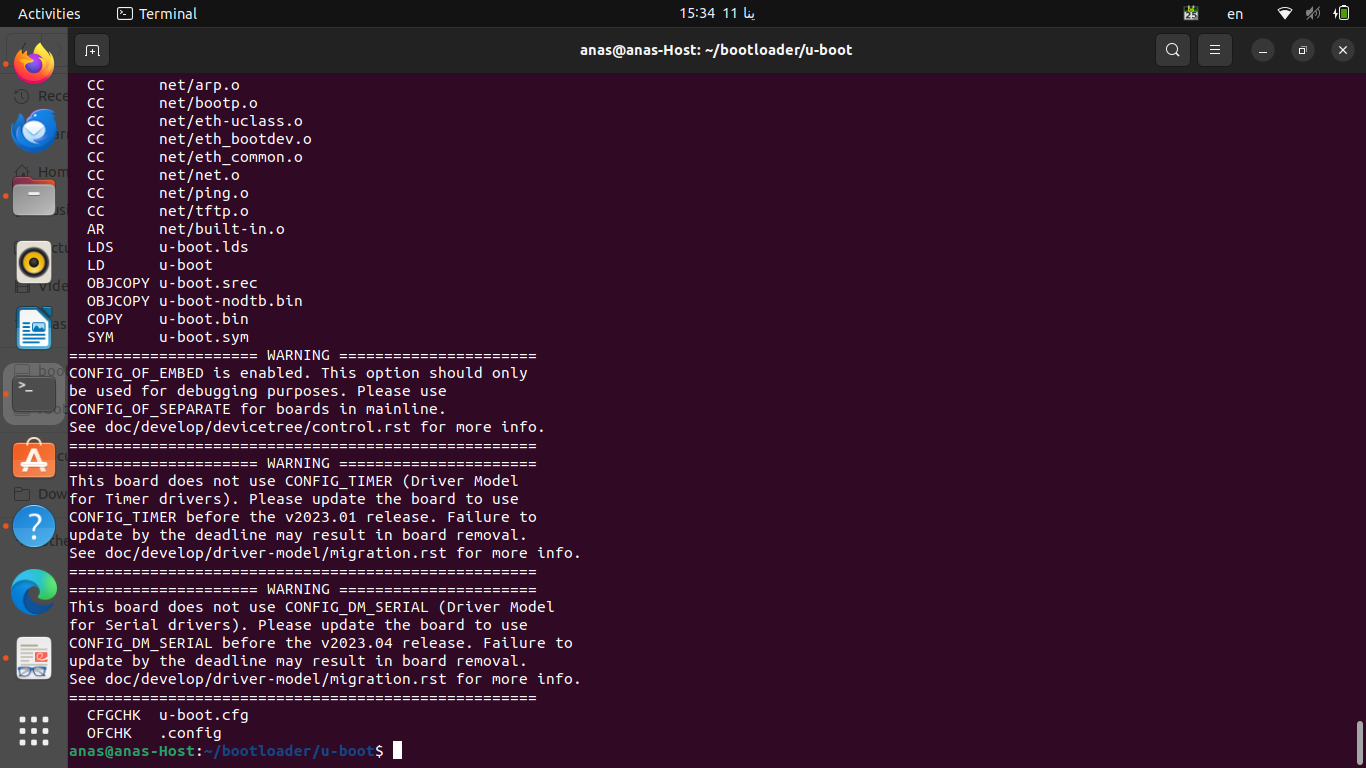 Activities
Terminal
15:34 11 ينا
25
en
anas@anas-Host: ~/bootloader/u-boot
CC net/arp.o
CC net/bootp.o
CC net/eth-uclass.o
CC net/eth_bootdev.o
CC net/eth_common.o
CC net/net.o
CC net/ping.o
CC net/tftp.o
AR net/built-in.o
LDS u-boot.lds
LD u-boot
OBJCOPY u-boot.srec
OBJCOPY u-boot-nodtb.bin
COPY u-boot.bin
SYM u-boot.sym
===================== WARNING ======================
CONFIG_OF_EMBED is enabled. This option should only
be used for debugging purposes. Please use
CONFIG_OF_SEPARATE for boards in mainline.
See doc/develop/devicetree/control.rst for more info.
====================================================
===================== WARNING ======================
This board does not use CONFIG_TIMER (Driver Model
for Timer drivers). Please update the board to use
CONFIG_TIMER before the v2023.01 release. Failure to
update by the deadline may result in board removal.
See doc/develop/driver-model/migration.rst for more info.
====================================================
===================== WARNING ======================
This board does not use CONFIG_DM_SERIAL (Driver Model
for Serial drivers). Please update the board to use
CONFIG_DM_SERIAL before the v2023.04 release. Failure to
update by the deadline may result in board removal.
See doc/develop/driver-model/migration.rst for more info.
====================================================
CFGCHK u-boot.cfg
OFCHK .config
anas@anas-Host:~/bootloader/u-boot$